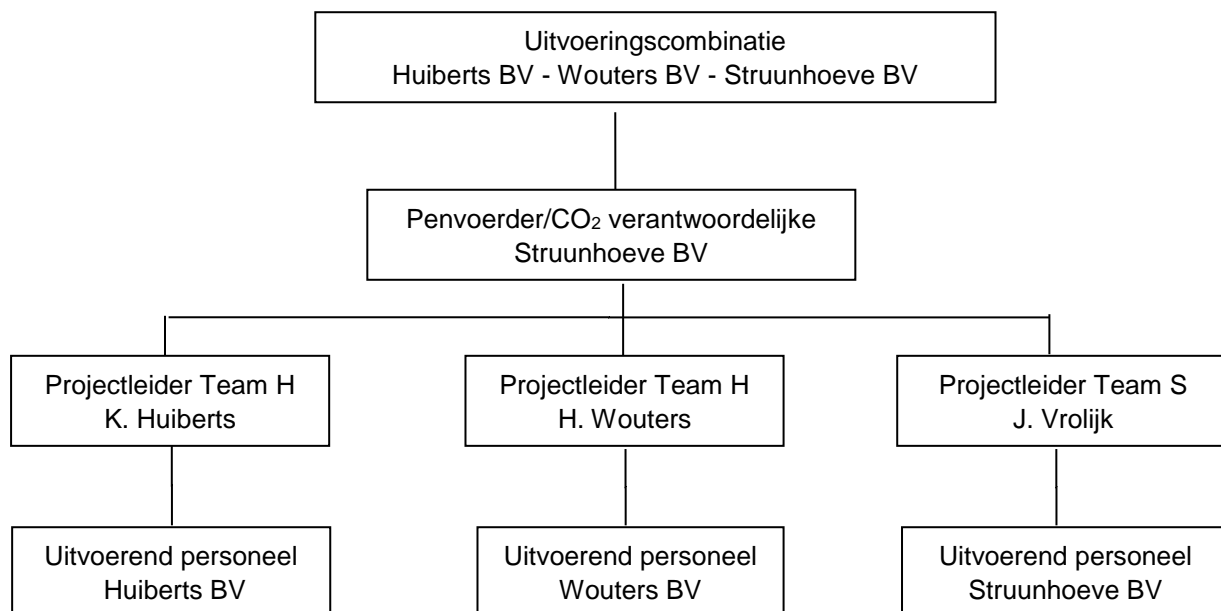 Uitvoeringscombinatie
Huiberts BV - Wouters BV - Struunhoeve BV
Penvoerder/CO₂ verantwoordelijke
Struunhoeve BV
Projectleider Team H
K. Huiberts
Projectleider Team H
H. Wouters
Projectleider Team S
J. Vrolijk
Uitvoerend personeel
Huiberts BV
Uitvoerend personeel
Wouters BV
Uitvoerend personeel
Struunhoeve BV